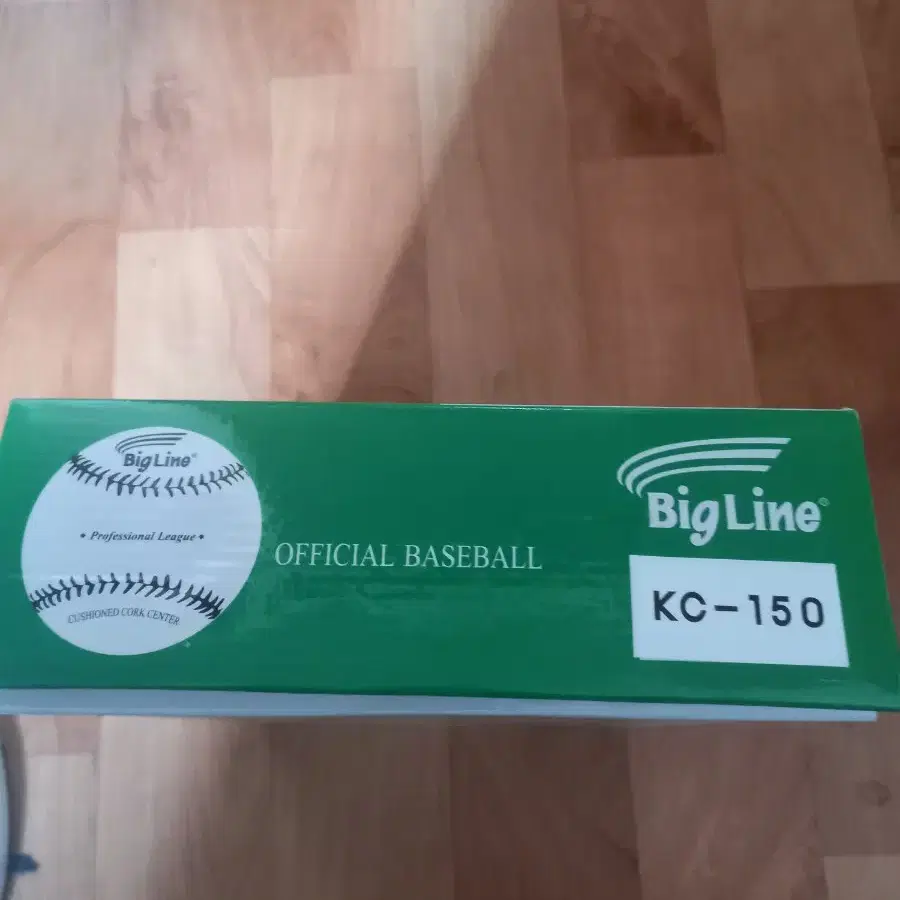 Big Line®
• Professional League •
CUSHIONED CORK CENTER
OFFICIAL BASEBALL
Big Line®
KC-150